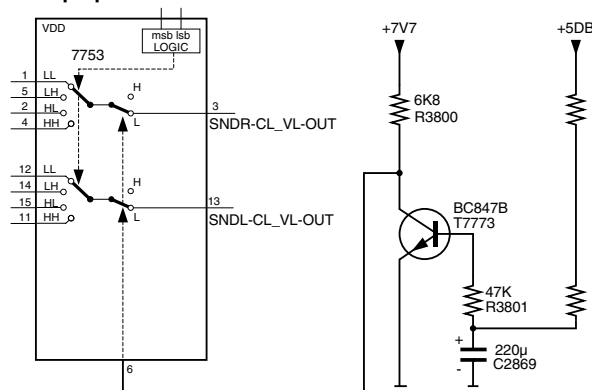 VDD
msb lsb
LOGIC
7753
1 LL
5 LH
2 HL
4 HH
H
L
3
SNDR-CL_VL-OUT
12 LL
14 LH
15 HL
11 HH
H
L
13
SNDL-CL_VL-OUT
6
+7V7
+5DB
6K8
R3800
BC847B
T7773
47K
R3801
+
220µ
-
C2869